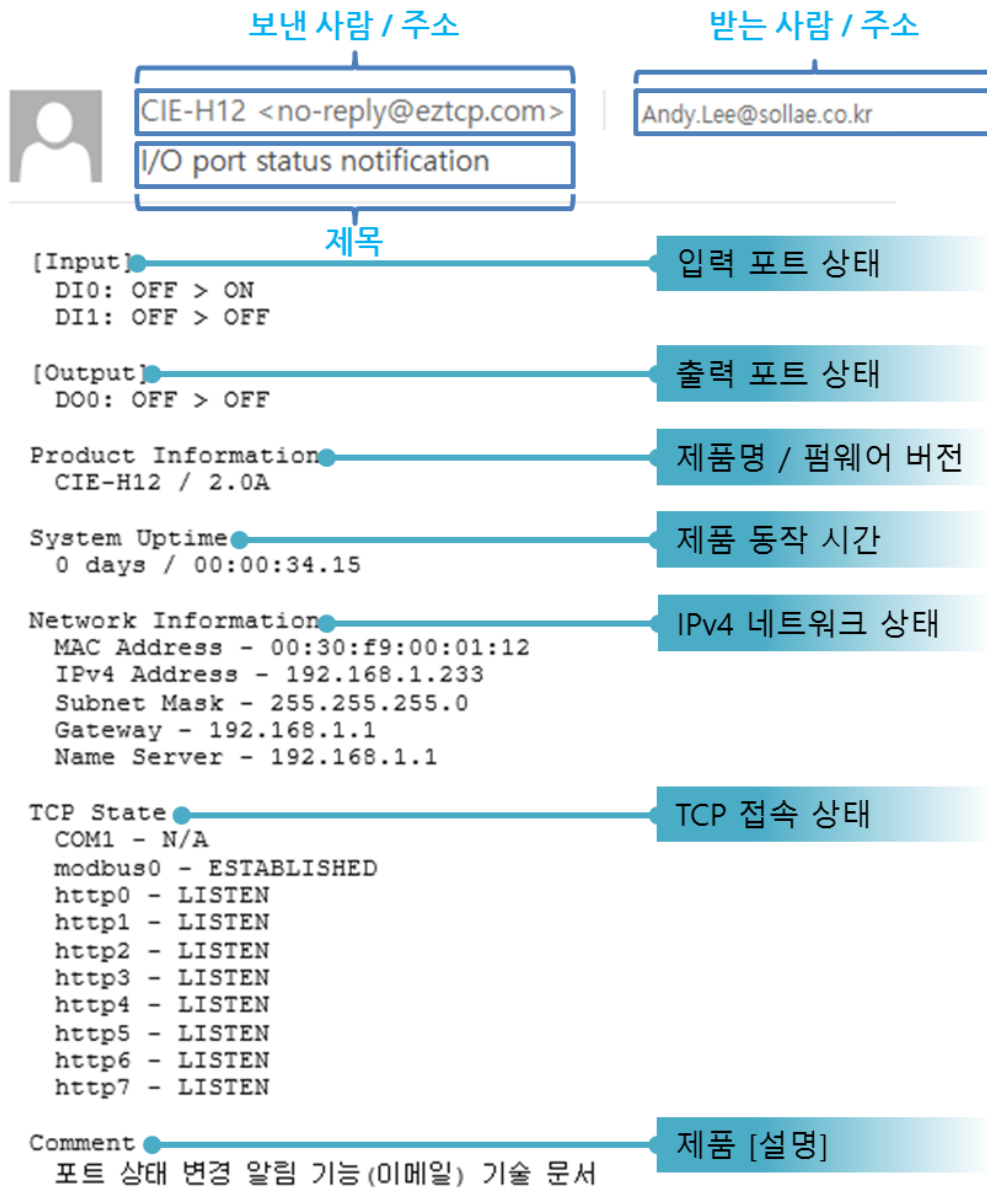 보낸 사람 / 주소
받는 사람 / 주소
CIE-H12 <no-reply@eztcp.com>
Andy.Lee@sollae.co.kr
I/O port status notification
제목
[Input]
입력 포트 상태
DI0: OFF > ON
DI1: OFF > OFF
[Output]
출력 포트 상태
DO0: OFF > OFF
Product Information
제품명 / 펌웨어 버전
CIE-H12 / 2.0A
System Uptime
제품 동작 시간
0 days / 00:00:34.15
Network Information
IPv4 네트워크 상태
MAC Address - 00:30:f9:00:01:12
IPv4 Address - 192.168.1.233
Subnet Mask - 255.255.255.0
Gateway - 192.168.1.1
Name Server - 192.168.1.1
TCP State
TCP 접속 상태
COM1 - N/A
modbus0 - ESTABLISHED
http0 - LISTEN
http1 - LISTEN
http2 - LISTEN
http3 - LISTEN
http4 - LISTEN
http5 - LISTEN
http6 - LISTEN
http7 - LISTEN
Comment
제품 [설명]
포트 상태 변경 알림 기능(이메일) 기술 문서